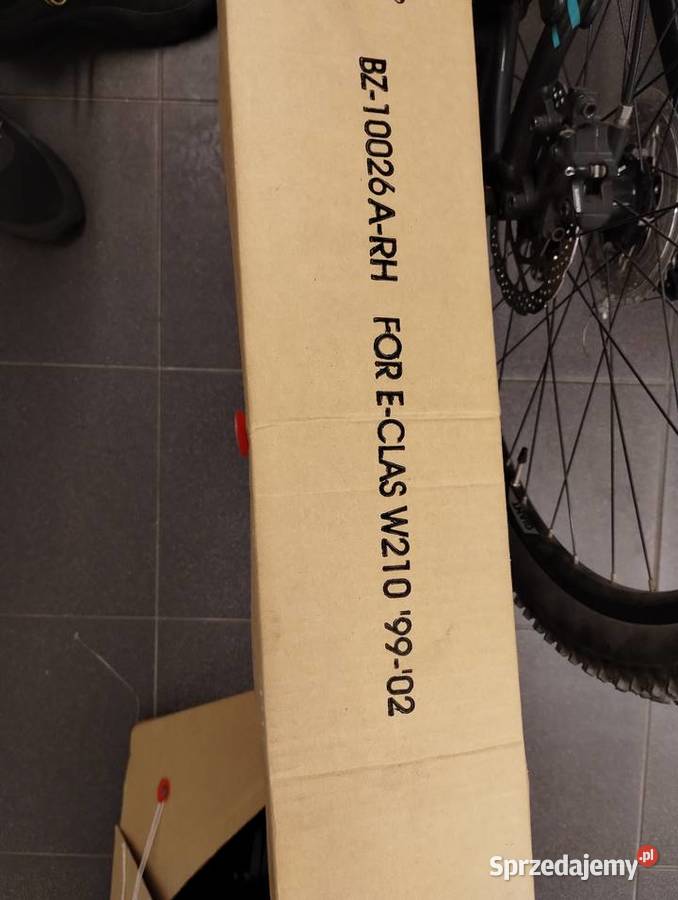 BZ-10026A-RH FOR E-CLAS W210 '99-'02
Sprzedajemy.pl